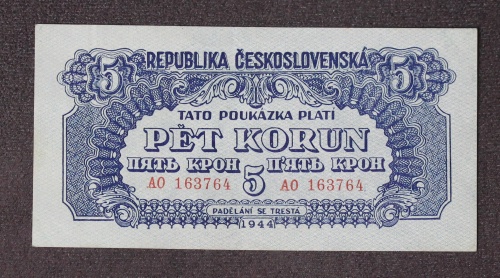 5 REPUBLIKA ČESKOSLOVENSKÁ 5
TATO POUKÁZKA PLATÍ
PĚT KORUN
ПЯТЬ КРОН П'ЯТЬ КРОН
AO 163764 5 AO 163764
PADĚLÁNÍ SE TRESTÁ
1944